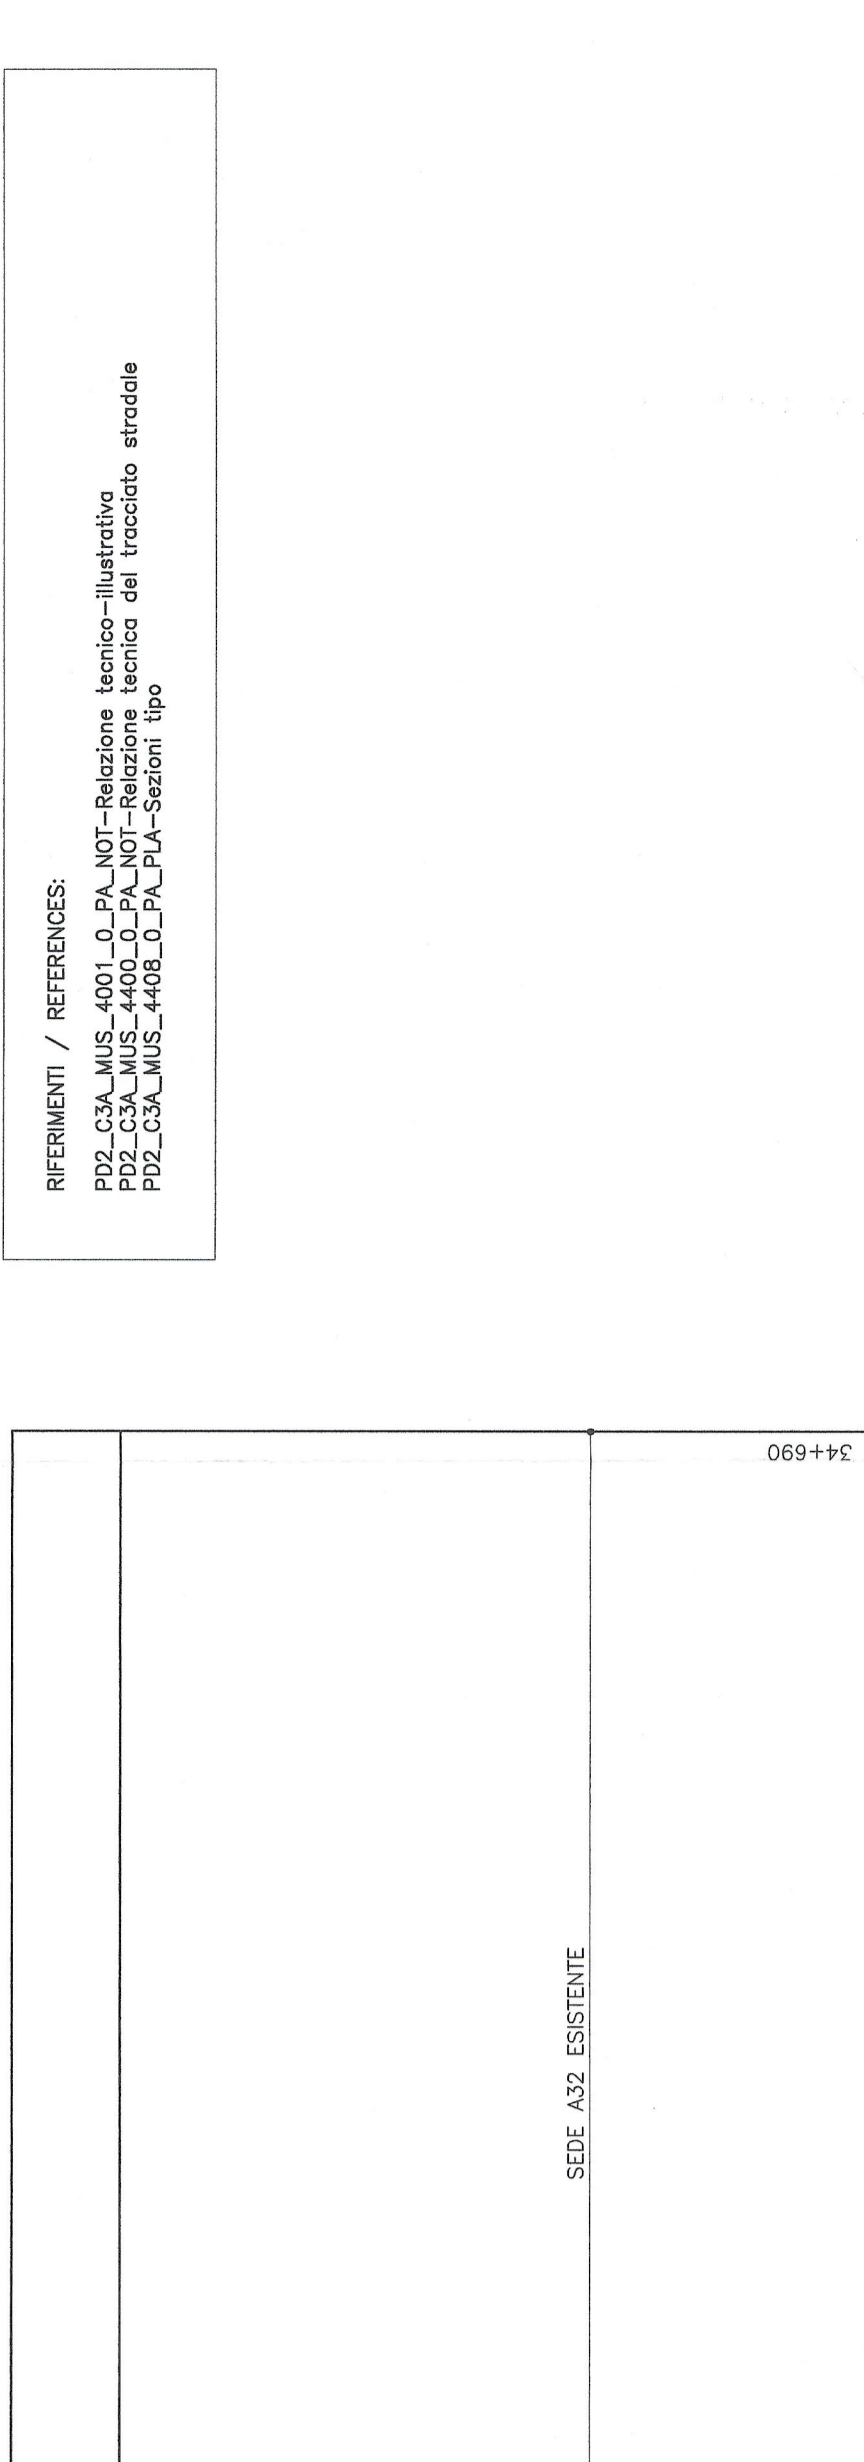 RIFERIMENTI / REFERENCES:
PD2_C3A_MUS_4001_0_PA_NOT-Relazione tecnico-illustrativa
PD2_C3A_MUS_4400_0_PA_NOT-Relazione tecnica del tracciato stradale
PD2_C3A_MUS_4408_0_PA_PLA-Sezioni tipo
SEDE A32 ESISTENTE
34+690